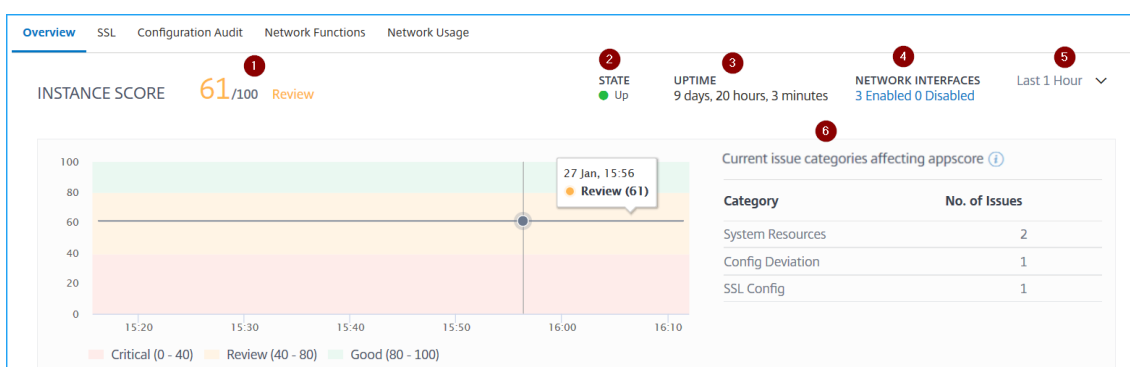 Overview SSL Configuration Audit Network Functions Network Usage
1 2 3 4 5
INSTANCE SCORE 61/100 Review
STATE
Up
UPTIME
9 days, 20 hours, 3 minutes
NETWORK INTERFACES
3 Enabled 0 Disabled
Last 1 Hour
6
Current issue categories affecting appscore i
Category No. of Issues
System Resources 2
Config Deviation 1
SSL Config 1
27 Jan, 15:56
Review (61)
100
80
60
40
20
0
15:20 15:30 15:40 15:50 16:00 16:10
Critical (0 - 40) Review (40 - 80) Good (80 - 100)